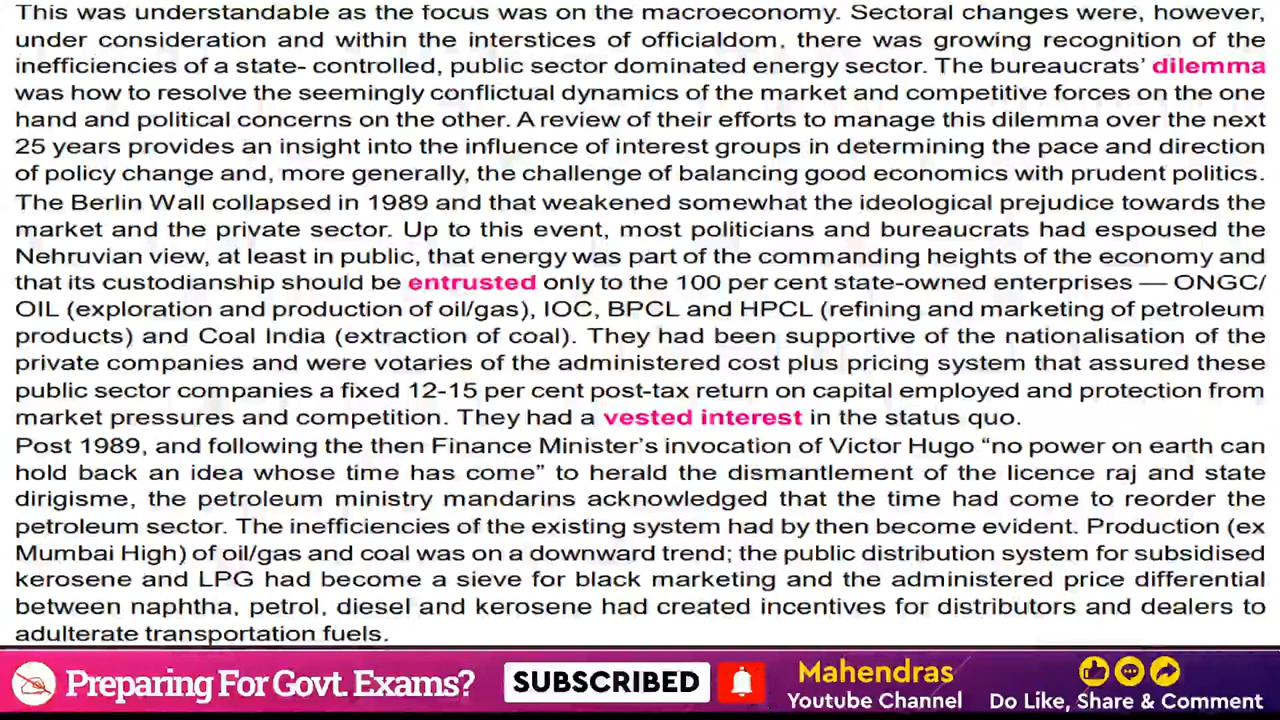 This was understandable as the focus was on the macroeconomy. Sectoral changes were, however,
under consideration and within the interstices of officialdom, there was growing recognition of the
inefficiencies of a state- controlled, public sector dominated energy sector. The bureaucrats’ dilemma
was how to resolve the seemingly conflictual dynamics of the market and competitive forces on the one
hand and political concerns on the other. A review of their efforts to manage this dilemma over the next
25 years provides an insight into the influence of interest groups in determining the pace and direction
of policy change and, more generally, the challenge of balancing good economics with prudent politics.
The Berlin Wall collapsed in 1989 and that weakened somewhat the ideological prejudice towards the
market and the private sector. Up to this event, most politicians and bureaucrats had espoused the
Nehruvian view, at least in public, that energy was part of the commanding heights of the economy and
that its custodianship should be entrusted only to the 100 per cent state-owned enterprises — ONGC/
OIL (exploration and production of oil/gas), IOC, BPCL and HPCL (refining and marketing of petroleum
products) and Coal India (extraction of coal). They had been supportive of the nationalisation of the
private companies and were votaries of the administered cost plus pricing system that assured these
public sector companies a fixed 12-15 per cent post-tax return on capital employed and protection from
market pressures and competition. They had a vested interest in the status quo.
Post 1989, and following the then Finance Minister’s invocation of Victor Hugo “no power on earth can
hold back an idea whose time has come” to herald the dismantlement of the licence raj and state
dirigisme, the petroleum ministry mandarins acknowledged that the time had come to reorder the
petroleum sector. The inefficiencies of the existing system had by then become evident. Production (ex
Mumbai High) of oil/gas and coal was on a downward trend; the public distribution system for subsidised
kerosene and LPG had become a sieve for black marketing and the administered price differential
between naphtha, petrol, diesel and kerosene had created incentives for distributors and dealers to
adulterate transportation fuels.
Preparing For Govt. Exams?
SUBSCRIBED
Mahendras
Youtube Channel
Do Like, Share & Comment